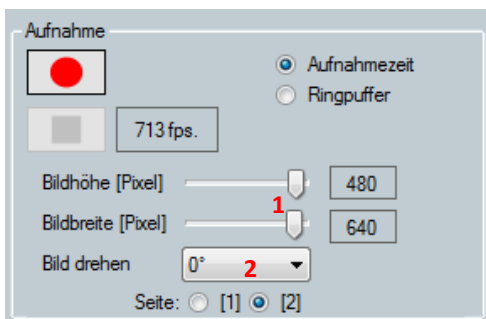 Aufnahme
Aufnahmezeit
Ringpuffer
713 fps.
Bildhöhe [Pixel] 480
1
Bildbreite [Pixel] 640
Bild drehen 0° 2
Seite: [1] [2]